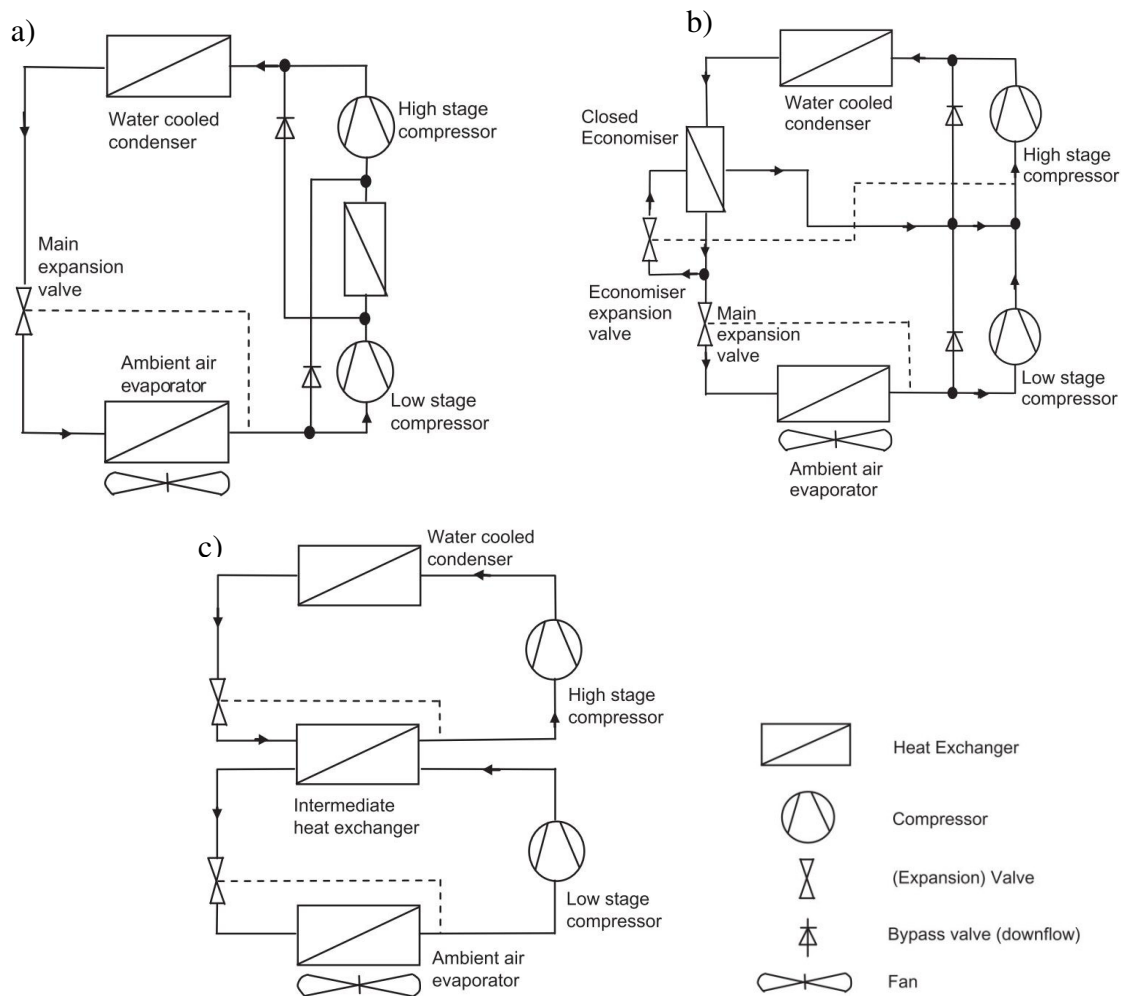 a)
Water cooled
condenser
High stage
compressor
Main
expansion
valve
Ambient air
evaporator
Low stage
compressor
b)
Closed
Economiser
Water cooled
condenser
High stage
compressor
Economiser
expansion
valve
Main
expansion
valve
Low stage
compressor
Ambient air
evaporator
c)
Water cooled
condenser
High stage
compressor
Intermediate
heat exchanger
Low stage
compressor
Ambient air
evaporator
Heat Exchanger
Compressor
(Expansion) Valve
Bypass valve (downflow)
Fan